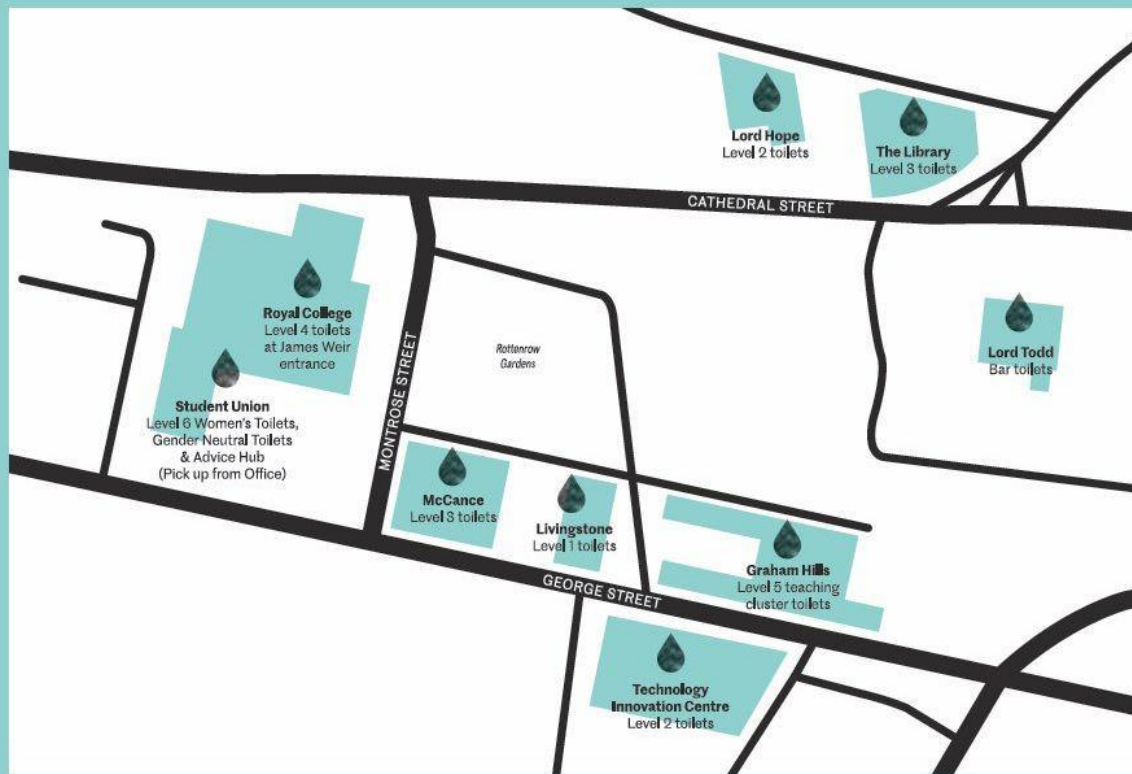 Lord Hope
Level 2 toilets
The Library
Level 3 toilets
CATHEDRAL STREET
Royal College
Level 4 toilets
at James Weir
entrance
Rottenrow
Gardens
Lord Todd
Bar toilets
Student Union
Level 6 Women's Toilets,
Gender Neutral Toilets
& Advice Hub
(Pick up from Office)
MONTROSE STREET
McCance
Level 3 toilets
Livingstone
Level 1 toilets
Graham Hills
Level 5 teaching
cluster toilets
GEORGE STREET
Technology
Innovation Centre
Level 2 toilets